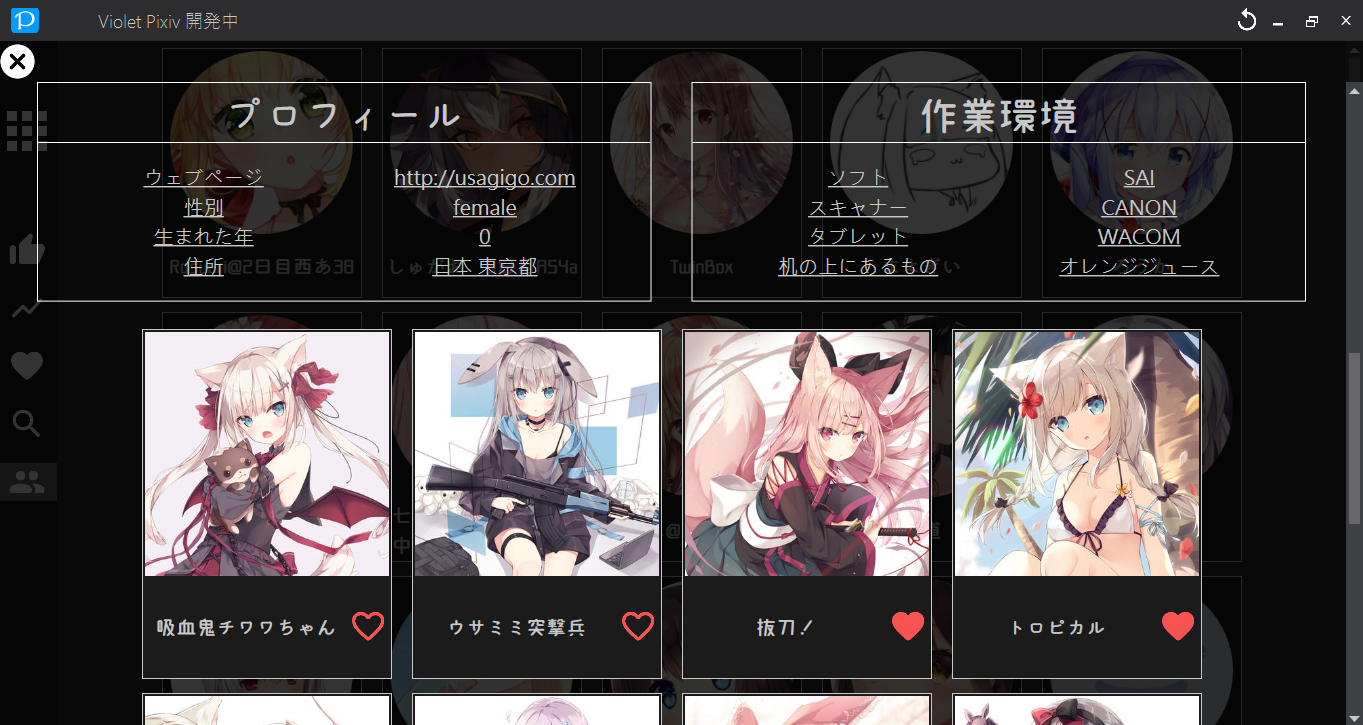 Violet Pixiv 開発中
プロフィール
ウェブページ http://usagigo.com
性別 female
生まれた年 0
住所 日本 東京都
作業環境
ソフト SAI
スキャナー CANON
タブレット WACOM
机の上にあるもの オレンジジュース
TwinBox
吸血鬼チワワちゃん
ウサミミ突撃兵
抜刀！
トロピカル